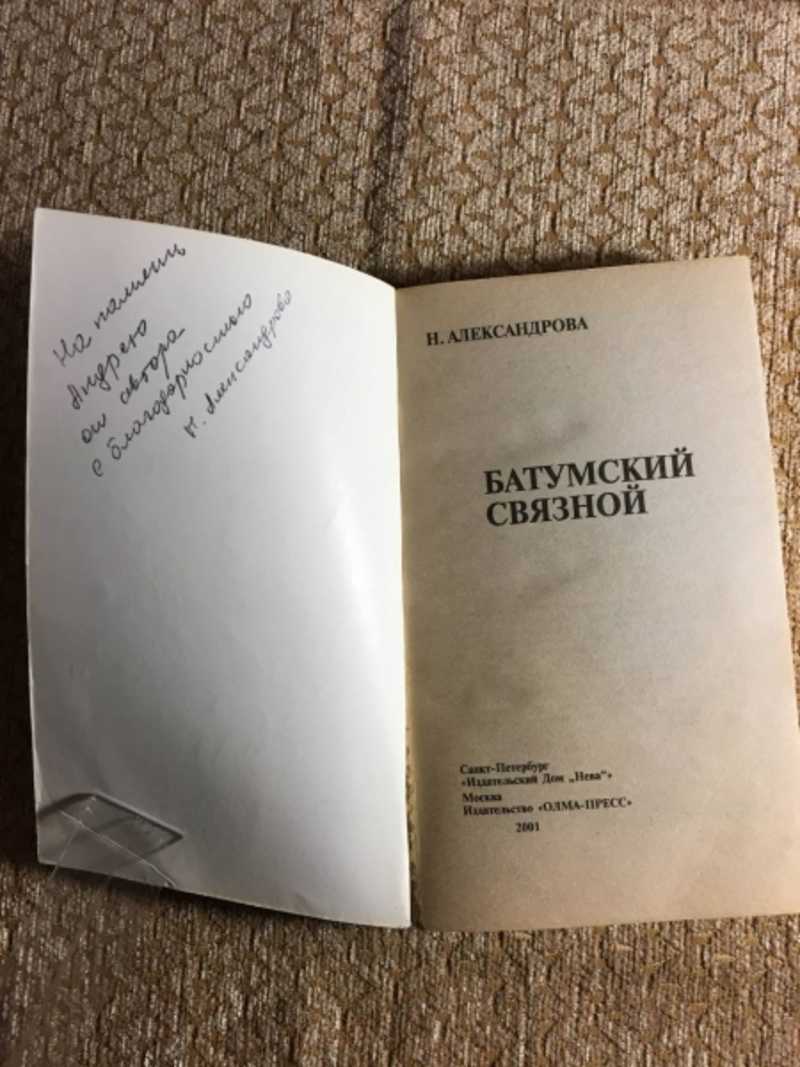 На память
Андрею
от автора
с благодарностью
Н. Александрова
Н. АЛЕКСАНДРОВА
БАТУМСКИЙ
СВЯЗНОЙ
Санкт-Петербург
«Издательский Дом „Нева“»
Москва
Издательство «ОЛМА-ПРЕСС»
2001